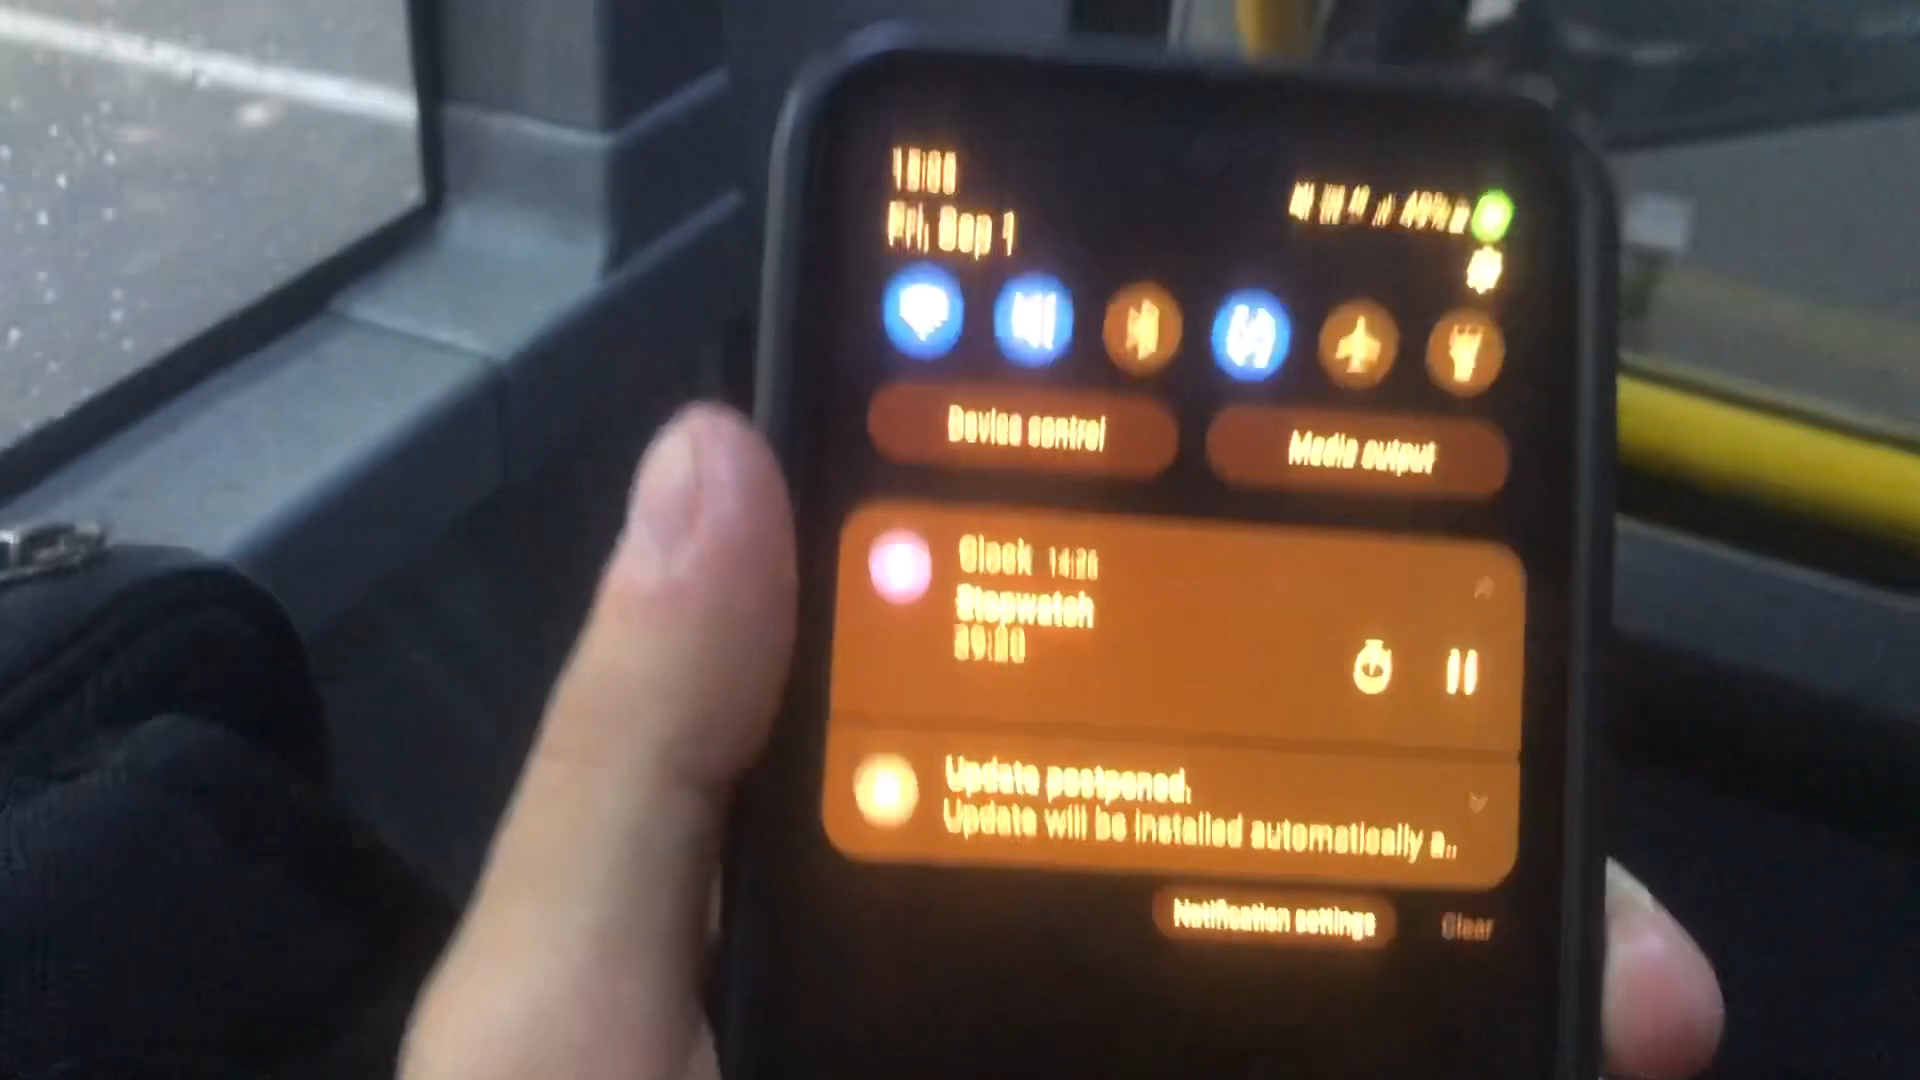 Fri, Sep 1
Device control
Media output
Clock
Stopwatch
Update postponed.
Update will be installed automatically a..
Notification settings
Clear